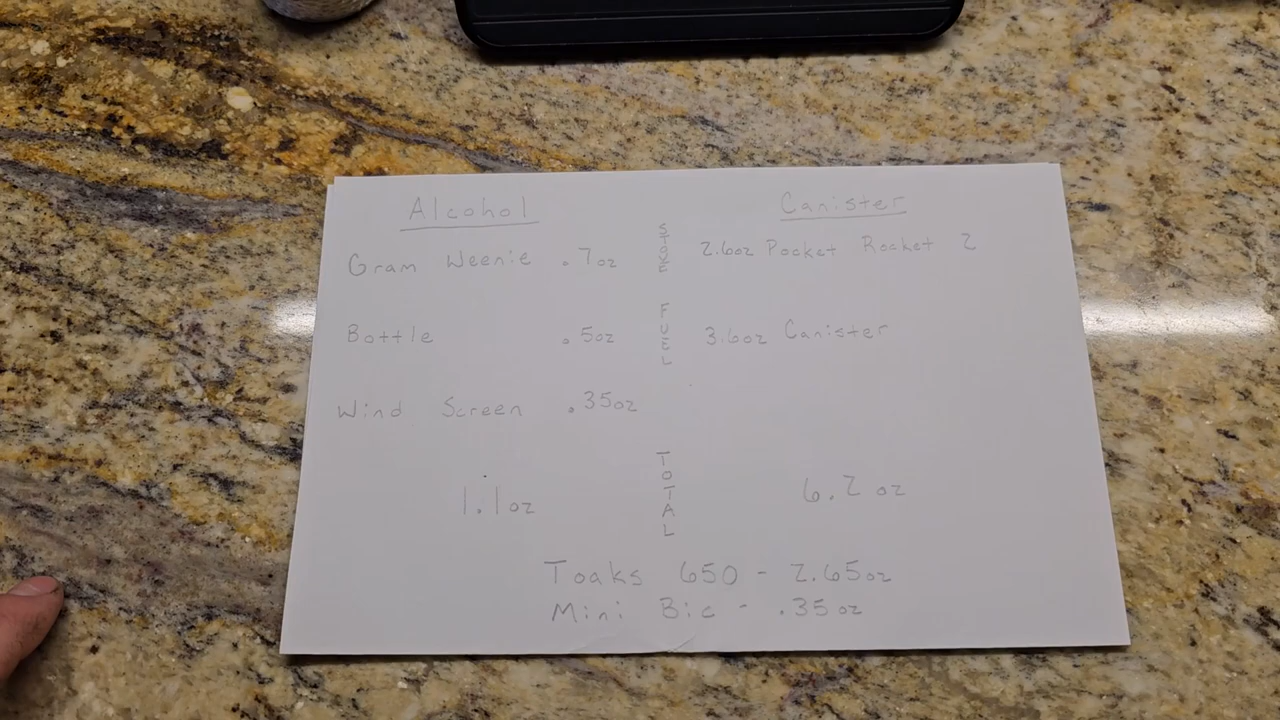 Alcohol Canister
Gram Weenie .7oz STOVE 2.6oz Pocket Rocket 2
Bottle .5oz FUEL 3.6oz Canister
Wind Screen .35oz
1.1oz TOTAL 6.2 oz
Toaks 650 - 2.65oz
Mini Bic - .35oz